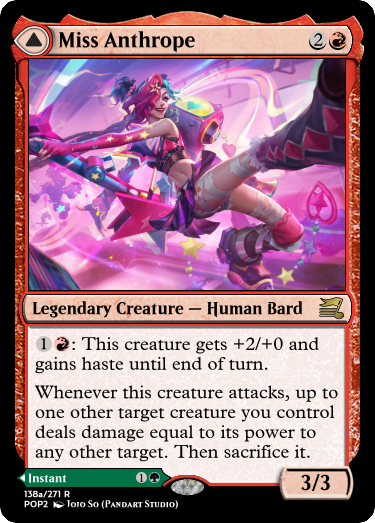 Miss Anthrope 2
Legendary Creature — Human Bard
1 : This creature gets +2/+0 and
gains haste until end of turn.
Whenever this creature attacks, up to
one other target creature you control
deals damage equal to its power to
any other target. Then sacrifice it.
Instant 1
3/3
138a/271 R
POP2 Jojo So (Pandart Studio)